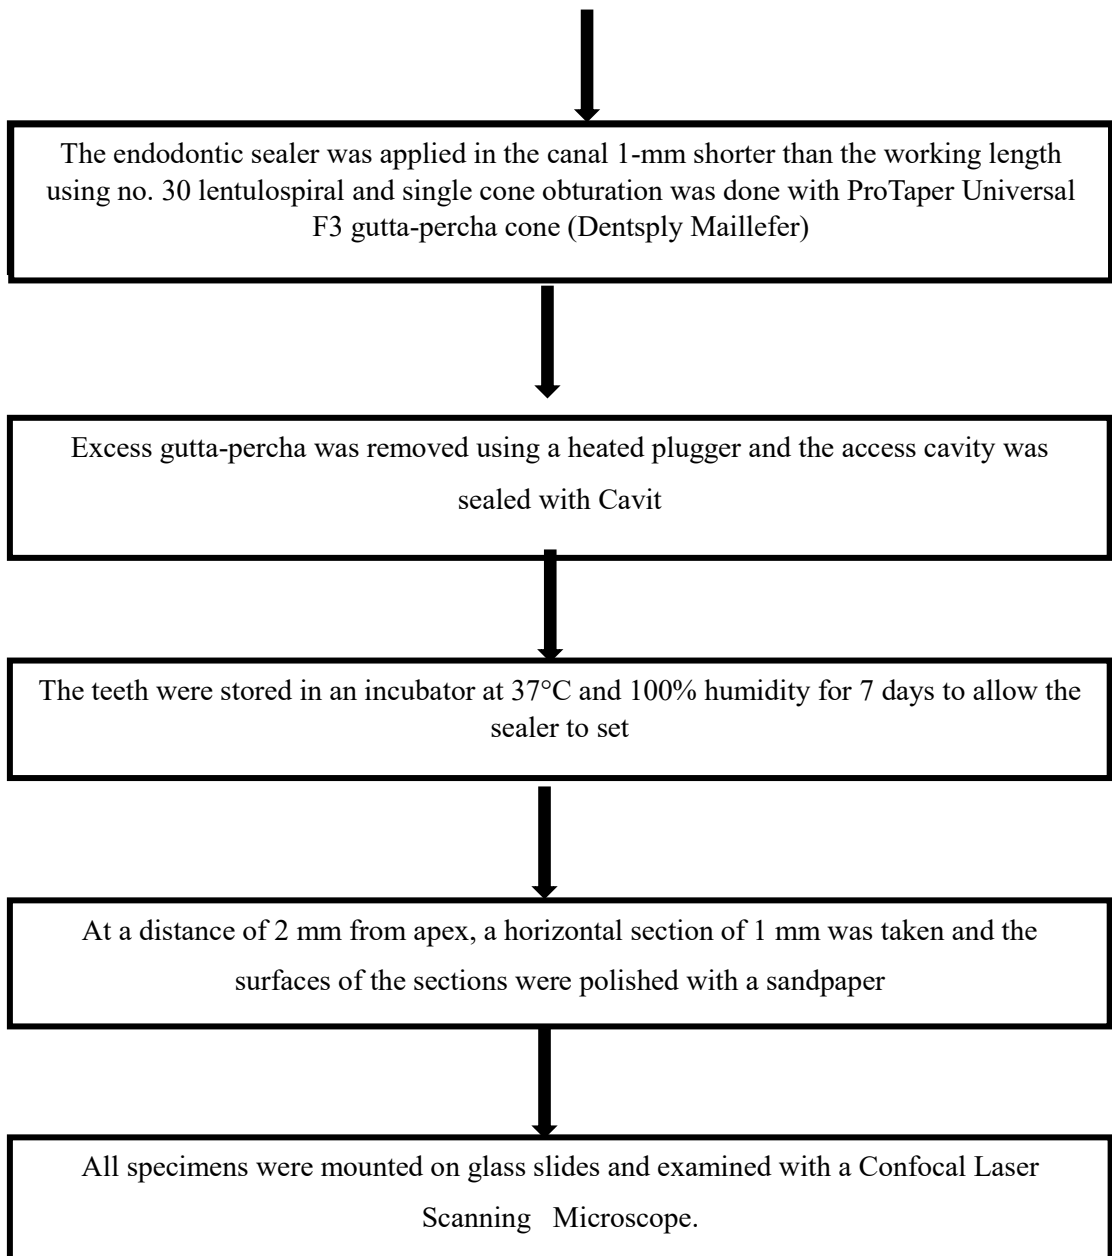 The endodontic sealer was applied in the canal 1-mm shorter than the working length
using no. 30 lentulospiral and single cone obturation was done with ProTaper Universal
F3 gutta-percha cone (Dentsply Maillefer)
Excess gutta-percha was removed using a heated plugger and the access cavity was
sealed with Cavit
The teeth were stored in an incubator at 37°C and 100% humidity for 7 days to allow the
sealer to set
At a distance of 2 mm from apex, a horizontal section of 1 mm was taken and the
surfaces of the sections were polished with a sandpaper
All specimens were mounted on glass slides and examined with a Confocal Laser
Scanning Microscope.